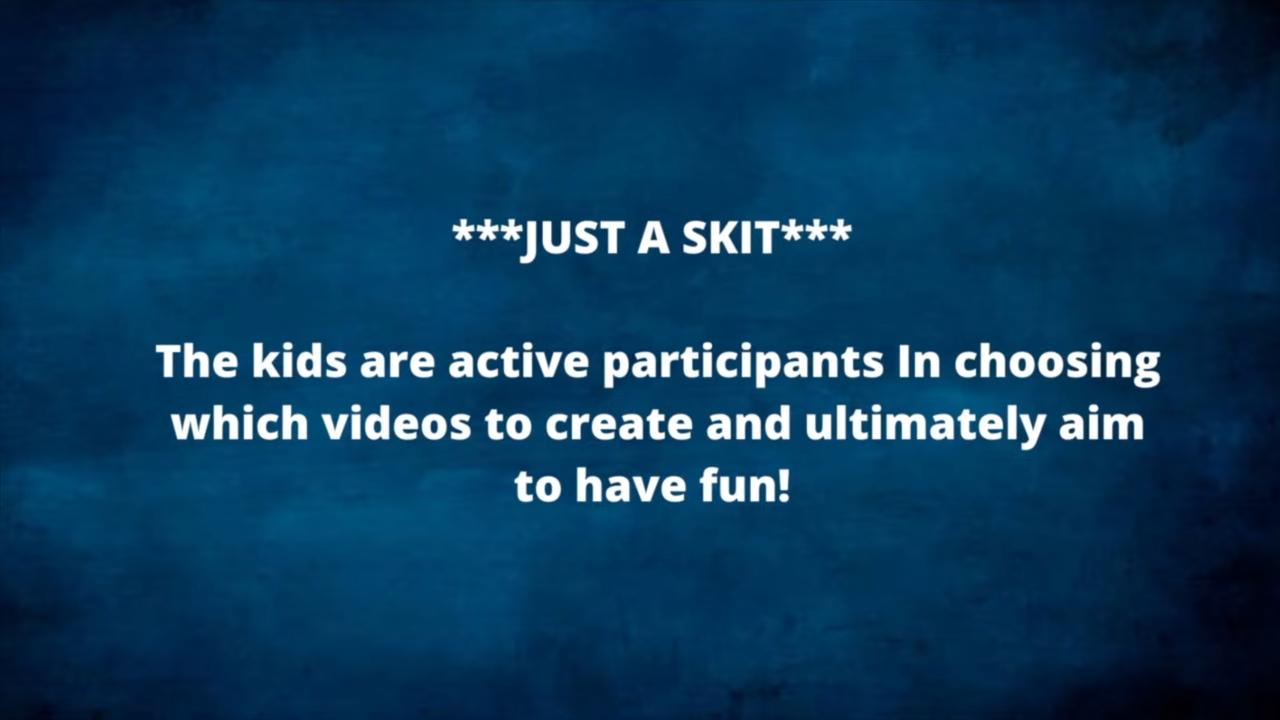 ***JUST A SKIT***
The kids are active participants In choosing
which videos to create and ultimately aim
to have fun!